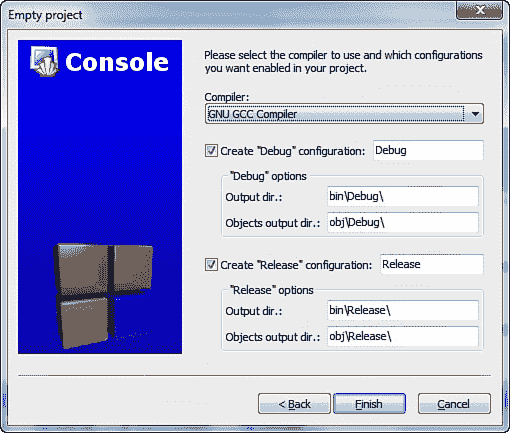 Empty project
Console
Please select the compiler to use and which configurations
you want enabled in your project.
Compiler:
GNU GCC Compiler
Create "Debug" configuration: Debug
"Debug" options
Output dir.: bin\Debug\
Objects output dir.: obj\Debug\
Create "Release" configuration: Release
"Release" options
Output dir.: bin\Release\
Objects output dir.: obj\Release\
< Back Finish Cancel